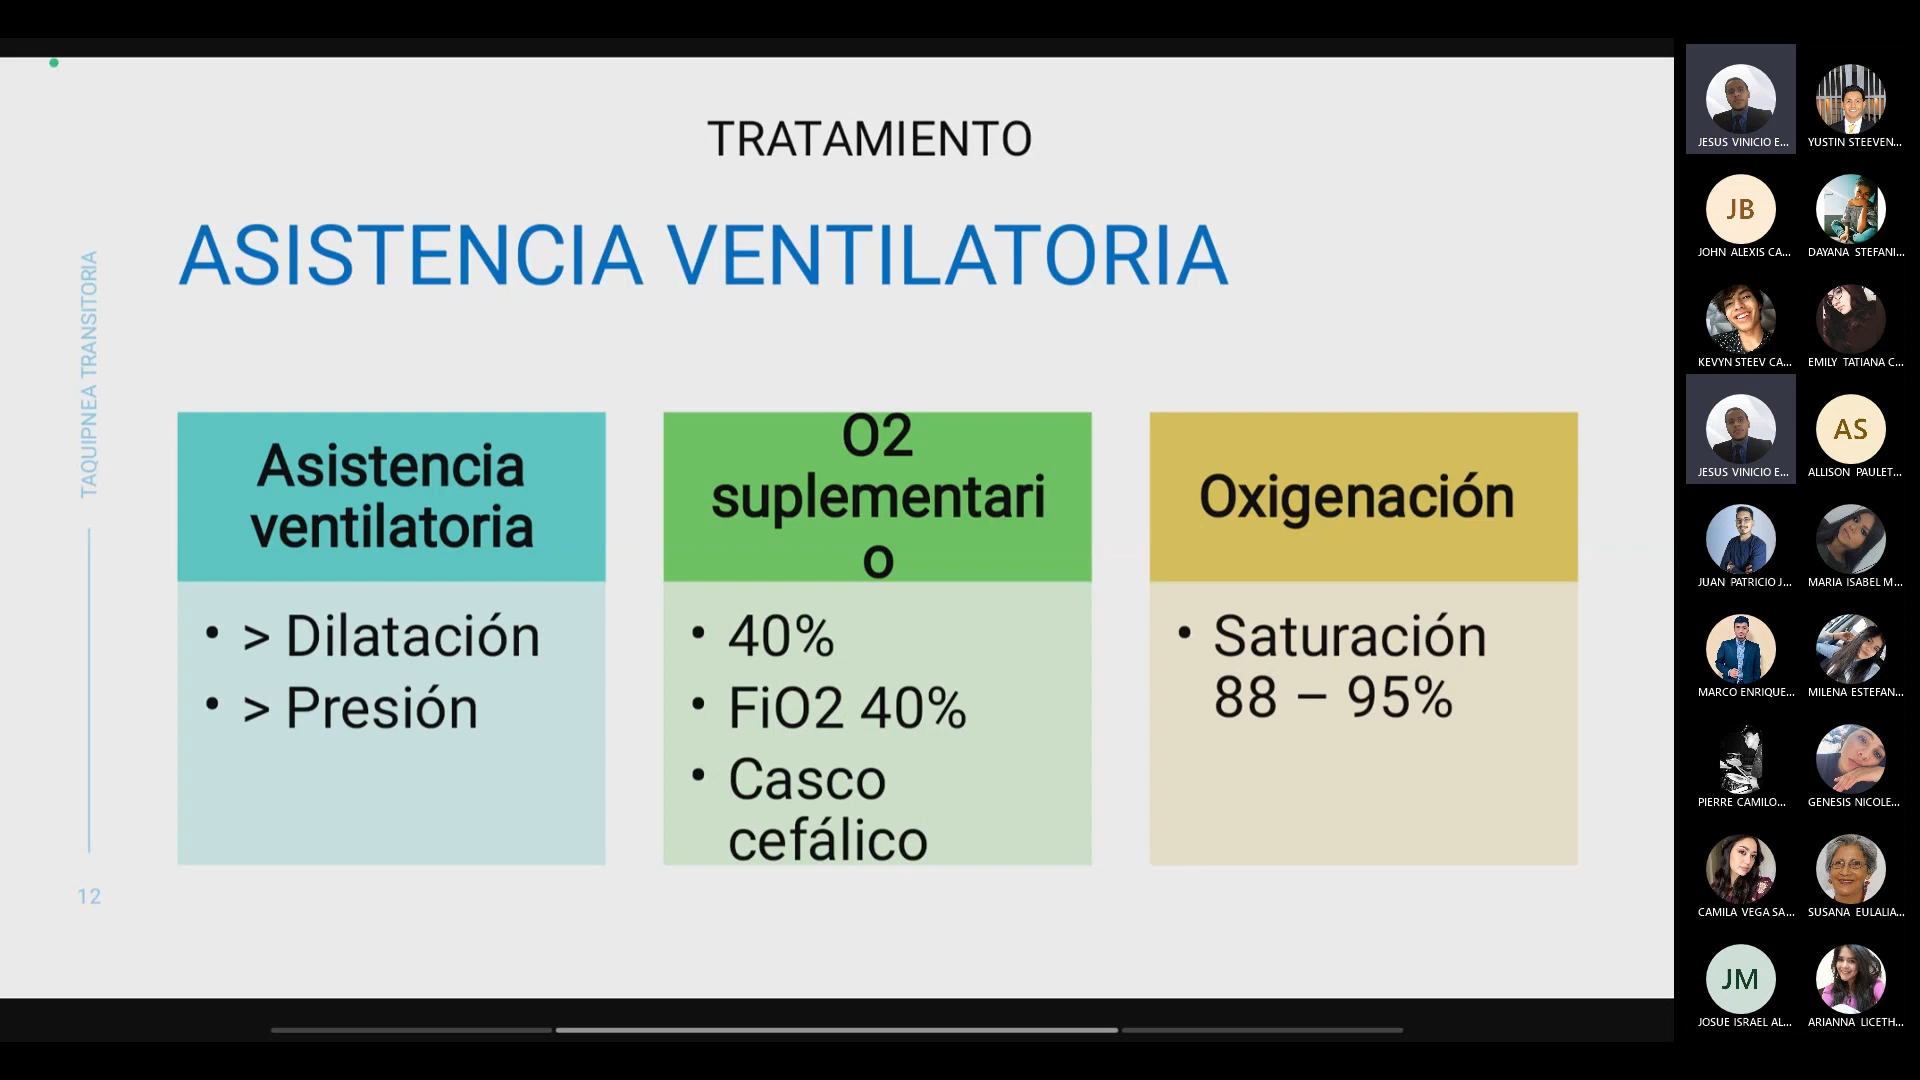 TRATAMIENTO
ASISTENCIA VENTILATORIA
TAQUIPNEA TRANSITORIA
12
Asistencia
ventilatoria
• > Dilatación
• > Presión
O2
suplementari
o
• 40%
• FiO2 40%
• Casco
cefálico
Oxigenación
• Saturación
88 – 95%
JESUS VINICIO E...
YUSTIN STEEVEN...
JB
JOHN ALEXIS CA...
DAYANA STEFANI...
KEVYN STEEV CA...
EMILY TATIANA C...
JESUS VINICIO E...
AS
ALLISON PAULET...
JUAN PATRICIO J...
MARIA ISABEL M...
MARCO ENRIQUE...
MILENA ESTEFAN...
PIERRE CAMILO...
GENESIS NICOLE...
CAMILA VEGA SA...
SUSANA EULALIA...
JM
JOSUE ISRAEL AL...
ARIANNA LICETH...